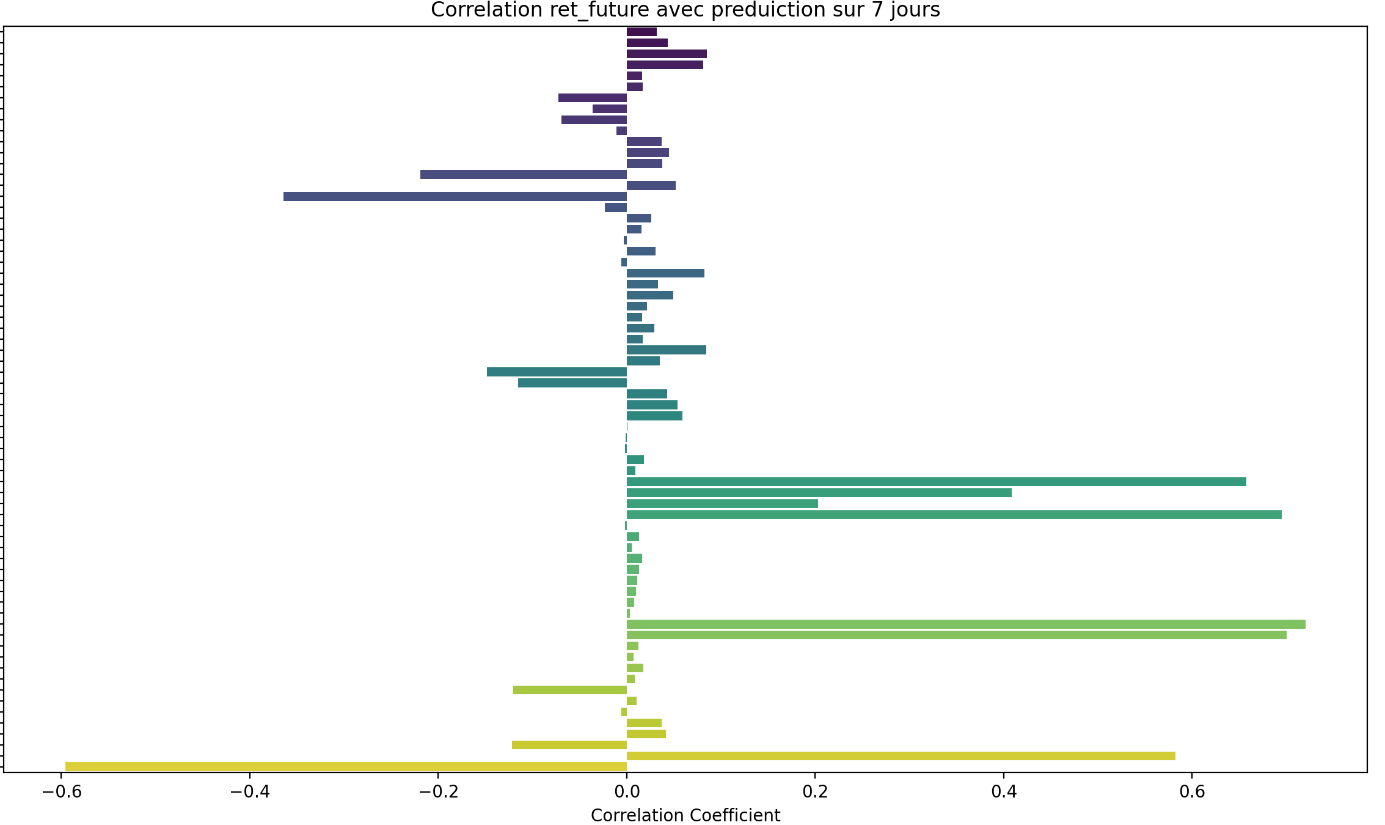 Correlation ret_future avec preduiction sur 7 jours
−0.6 −0.4 −0.2 0.0 0.2 0.4 0.6
Correlation Coefficient